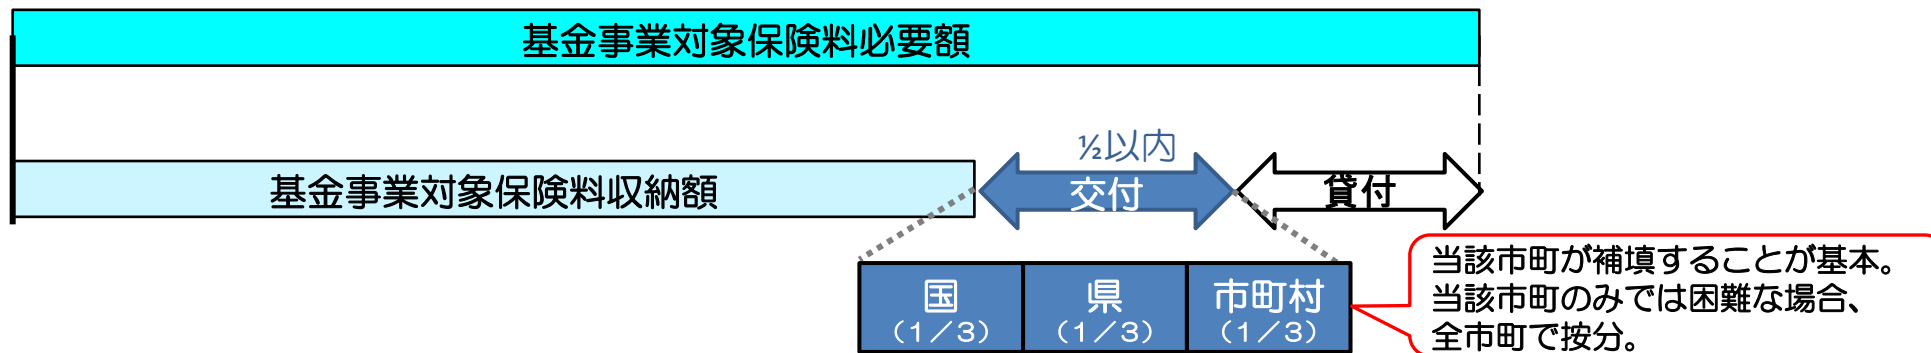 基金事業対象保険料必要額
½以内
基金事業対象保険料収納額
交付
貸付
国
（1／3）
県
（1／3）
市町村
（1／3）
当該市町が補填することが基本。
当該市町のみでは困難な場合、
全市町で按分。